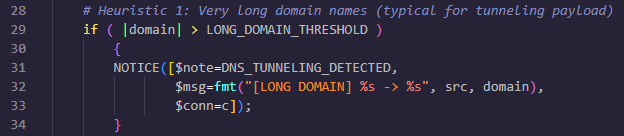 28 # Heuristic 1: Very long domain names (typical for tunneling payload)
29 if ( |domain| > LONG_DOMAIN_THRESHOLD )
30 {
31 NOTICE([$note=DNS_TUNNELING_DETECTED,
32 $msg=fmt("[LONG DOMAIN] %s -> %s", src, domain),
33 $conn=c]);
34 }